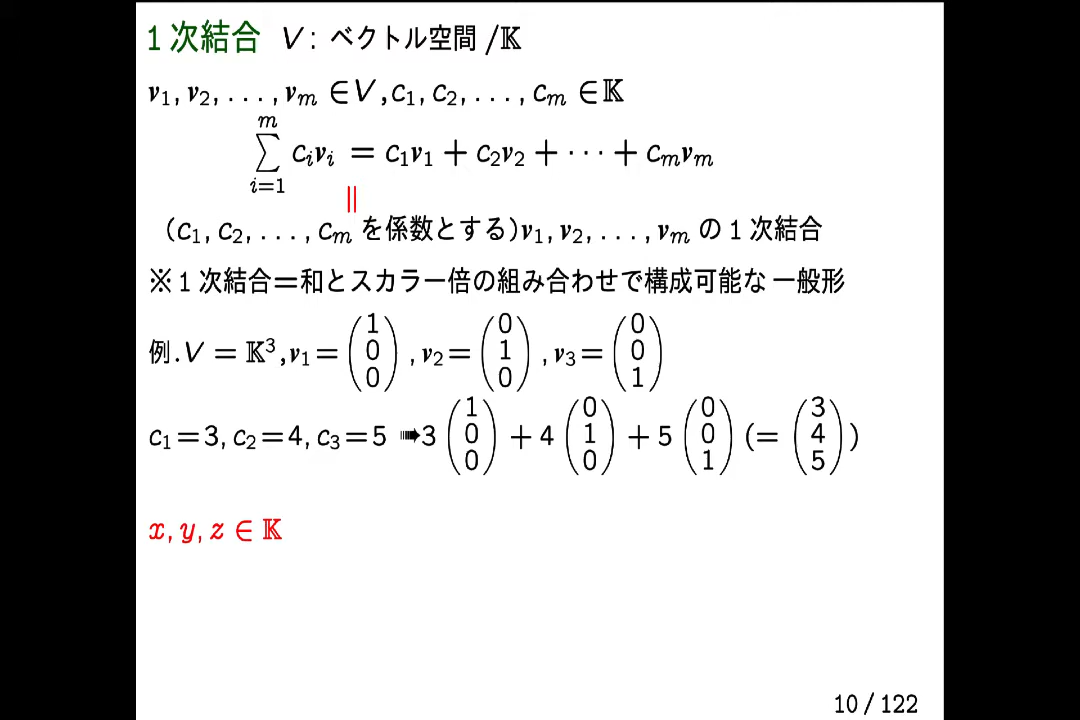 1次結合 V : ベクトル空間 /𝕂
v₁, v₂, . . . , vₘ ∈V ,c₁, c₂, . . . , cₘ ∈𝕂
∑ᵢ₌₁ᵐ cᵢvᵢ = c₁v₁ + c₂v₂ + · · · + cₘvₘ
||
(c₁, c₂, . . . , cₘ を係数とする)v₁, v₂, . . . , vₘ の 1 次結合
※ 1 次結合=和とスカラー倍の組み合わせで構成可能な 一般形
例.V = 𝕂³,v₁= (1 0 0) , v₂= (0 1 0) , v₃= (0 0 1)
c₁=3, c₂=4, c₃=5 ➠3 (1 0 0) + 4 (0 1 0) + 5 (0 0 1) (= (3 4 5))
x, y, z ∈ 𝕂
10 / 122